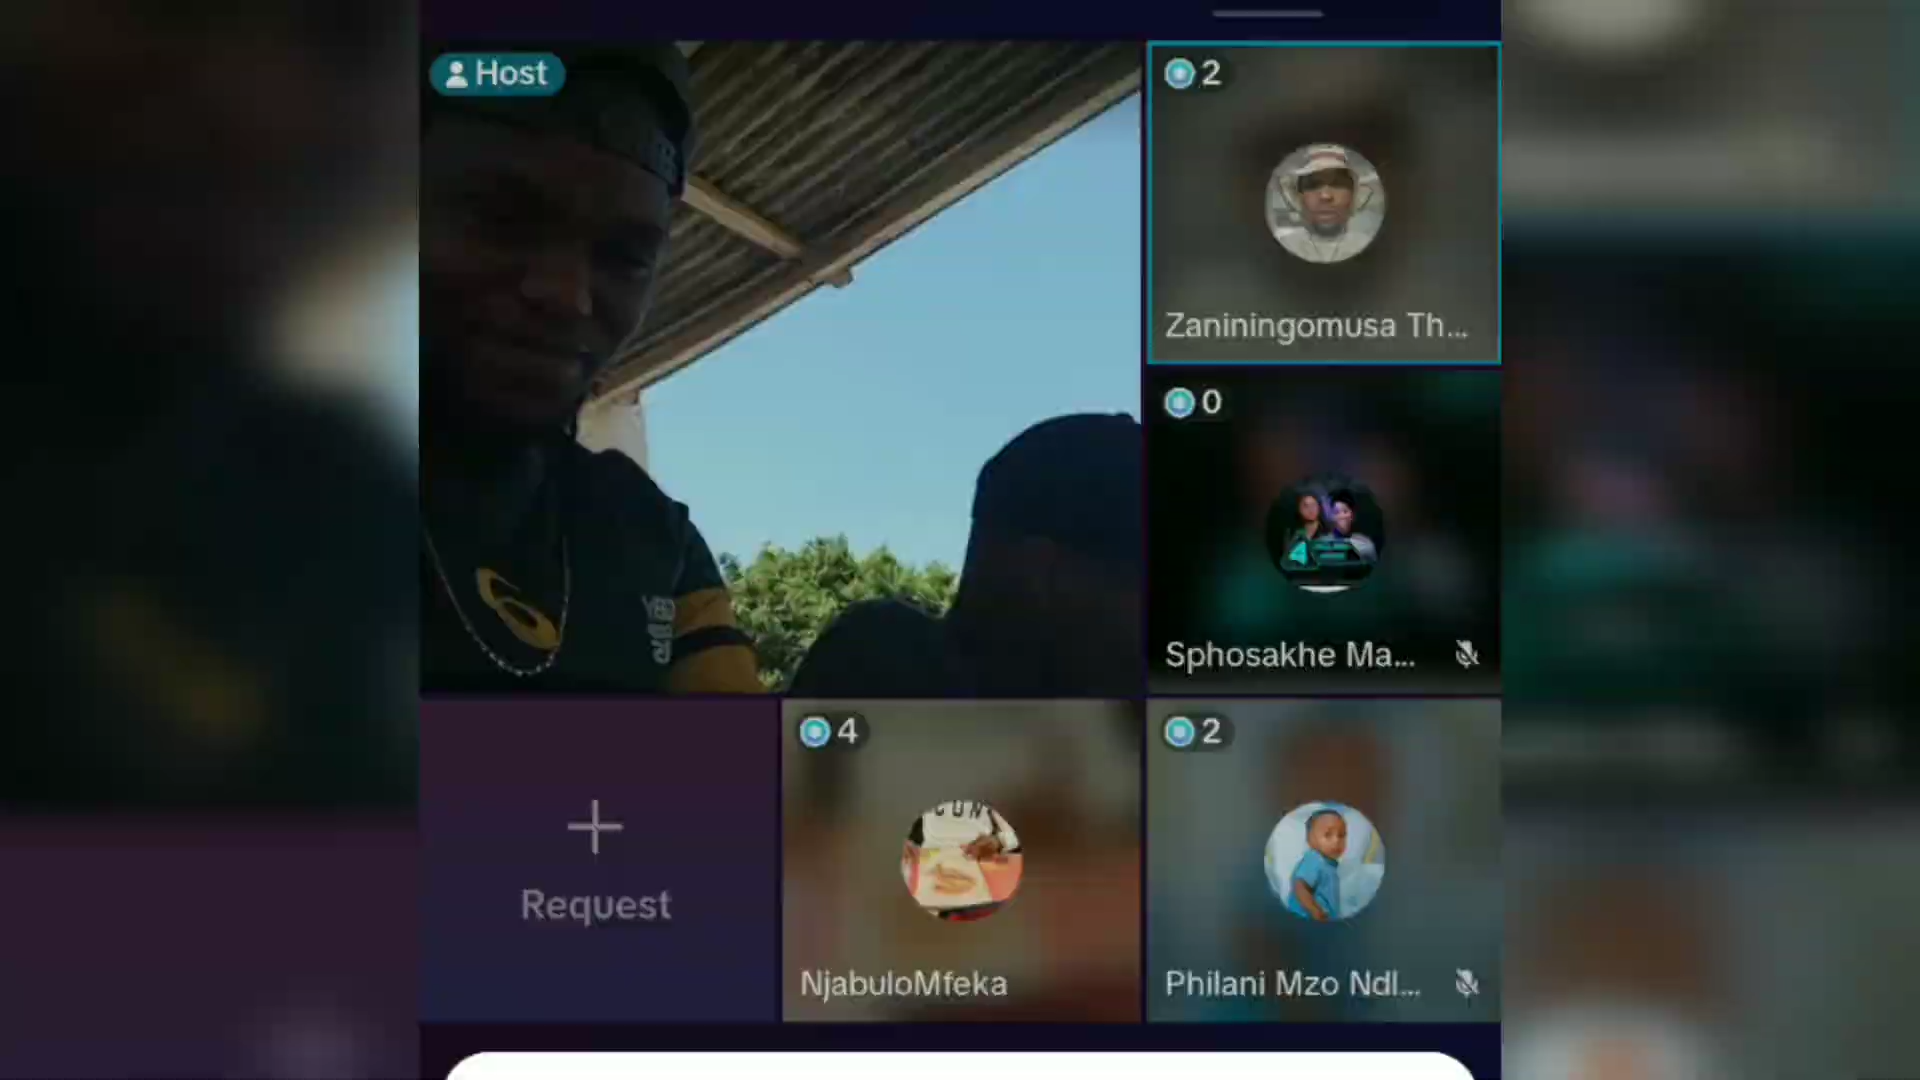 Host
2
Zaniningomusa Th...
0
Sphosakhe Ma...
Request
4
NjabuloMfeka
2
Philani Mzo Ndl...